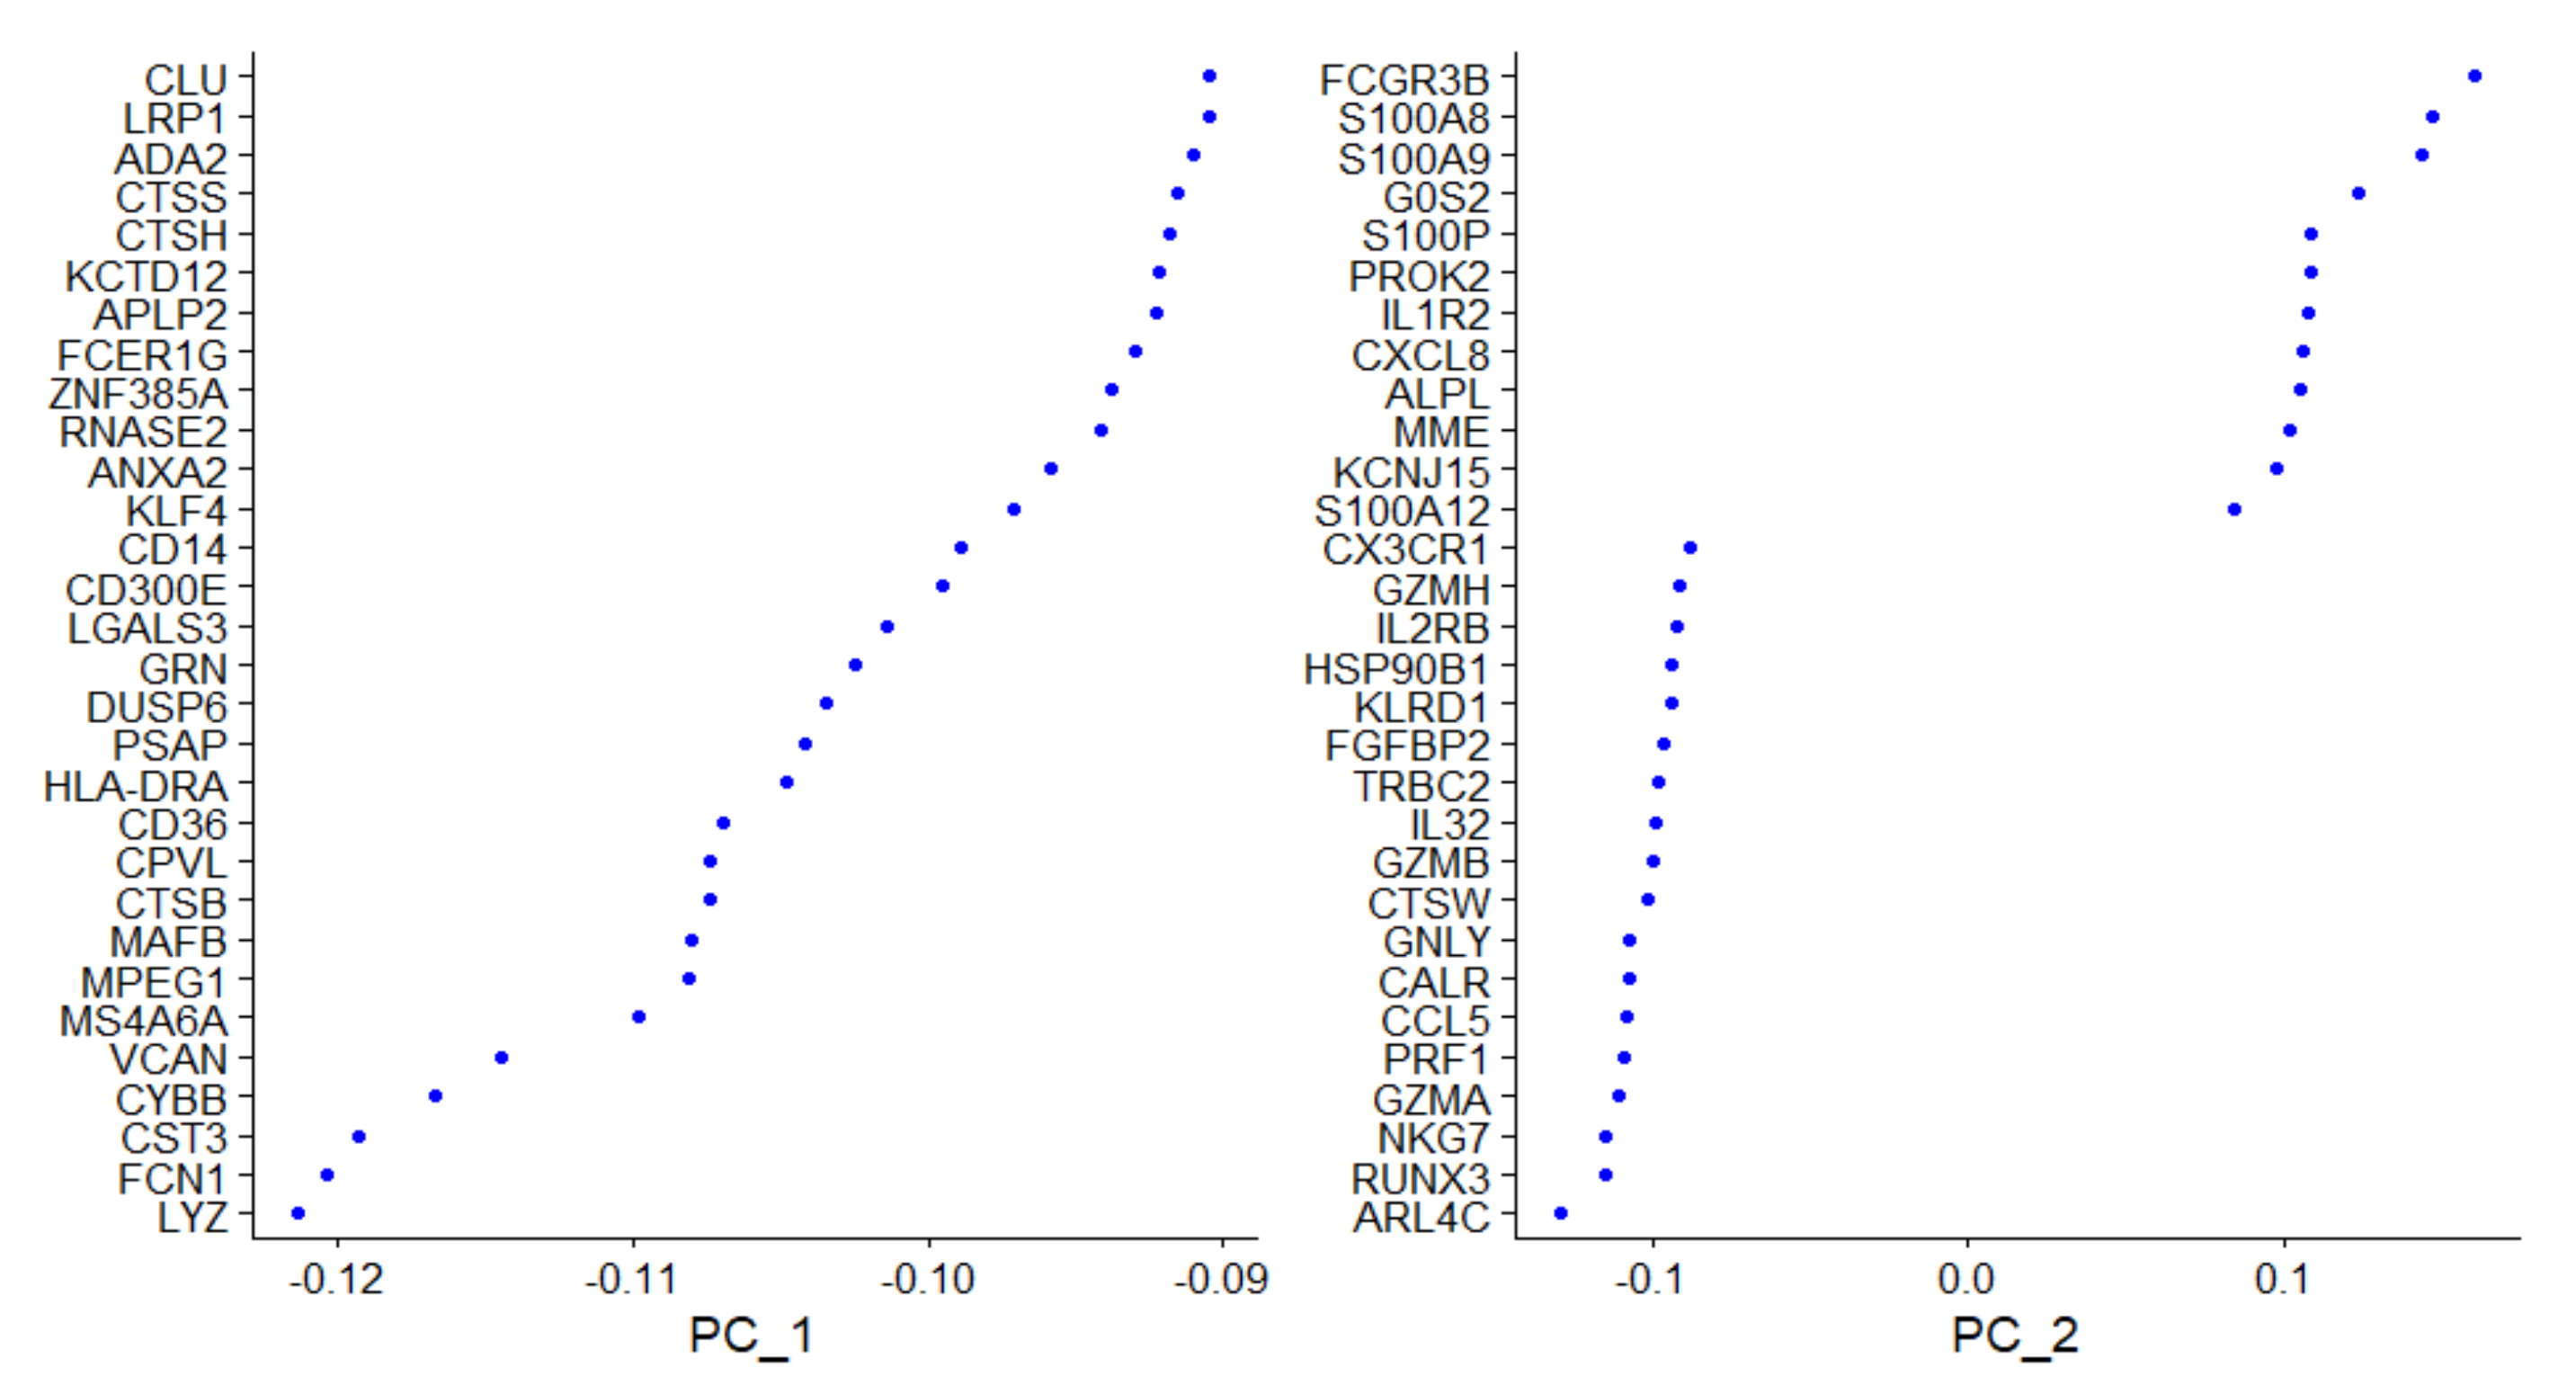 CLU
LRP1
ADA2
CTSS
CTSH
KCTD12
APLP2
FCER1G
ZNF385A
RNASE2
ANXA2
KLF4
CD14
CD300E
LGALS3
GRN
DUSP6
PSAP
HLA-DRA
CD36
CPVL
CTSB
MAFB
MPEG1
MS4A6A
VCAN
CYBB
CST3
FCN1
LYZ
-0.12 -0.11 -0.10 -0.09
PC_1
FCGR3B
S100A8
S100A9
G0S2
S100P
PROK2
IL1R2
CXCL8
ALPL
MME
KCNJ15
S100A12
CX3CR1
GZMH
IL2RB
HSP90B1
KLRD1
FGFBP2
TRBC2
IL32
GZMB
CTSW
GNLY
CALR
CCL5
PRF1
GZMA
NKG7
RUNX3
ARL4C
-0.1 0.0 0.1
PC_2